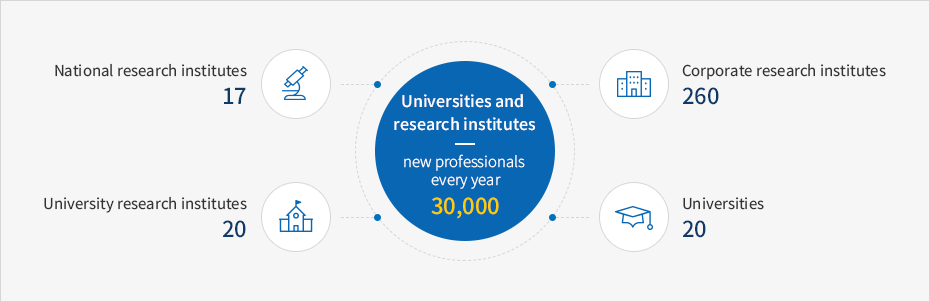 National research institutes
17
University research institutes
20
Universities and
research institutes
new professionals
every year
30,000
Corporate research institutes
260
Universities
20